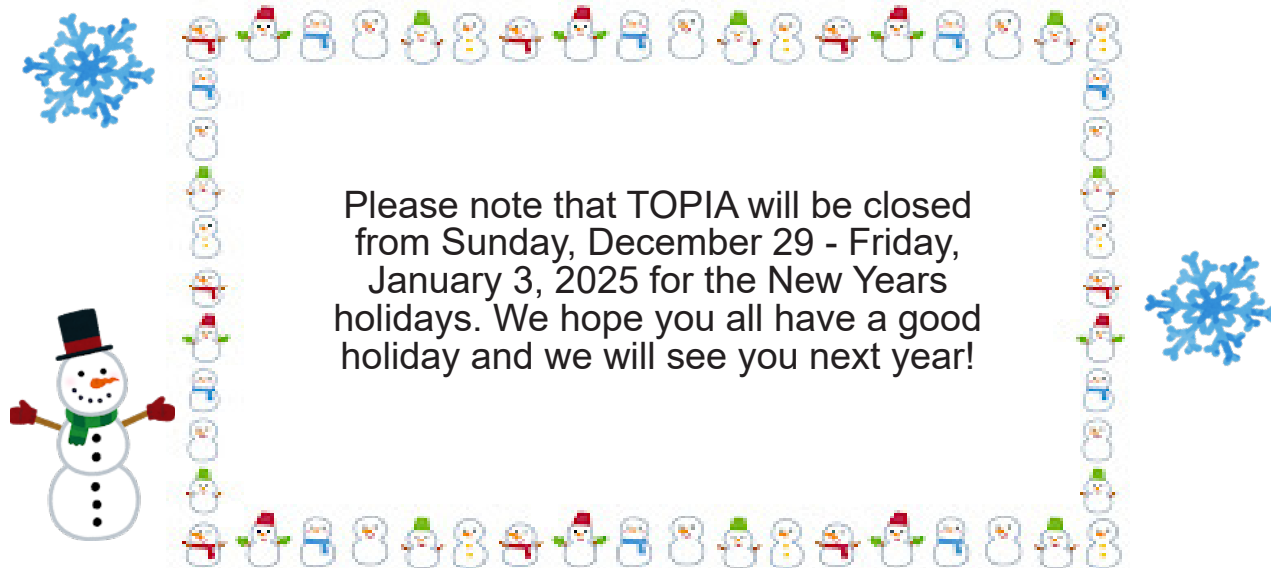 Please note that TOPIA will be closed
from Sunday, December 29 - Friday,
January 3, 2025 for the New Years
holidays. We hope you all have a good
holiday and we will see you next year!